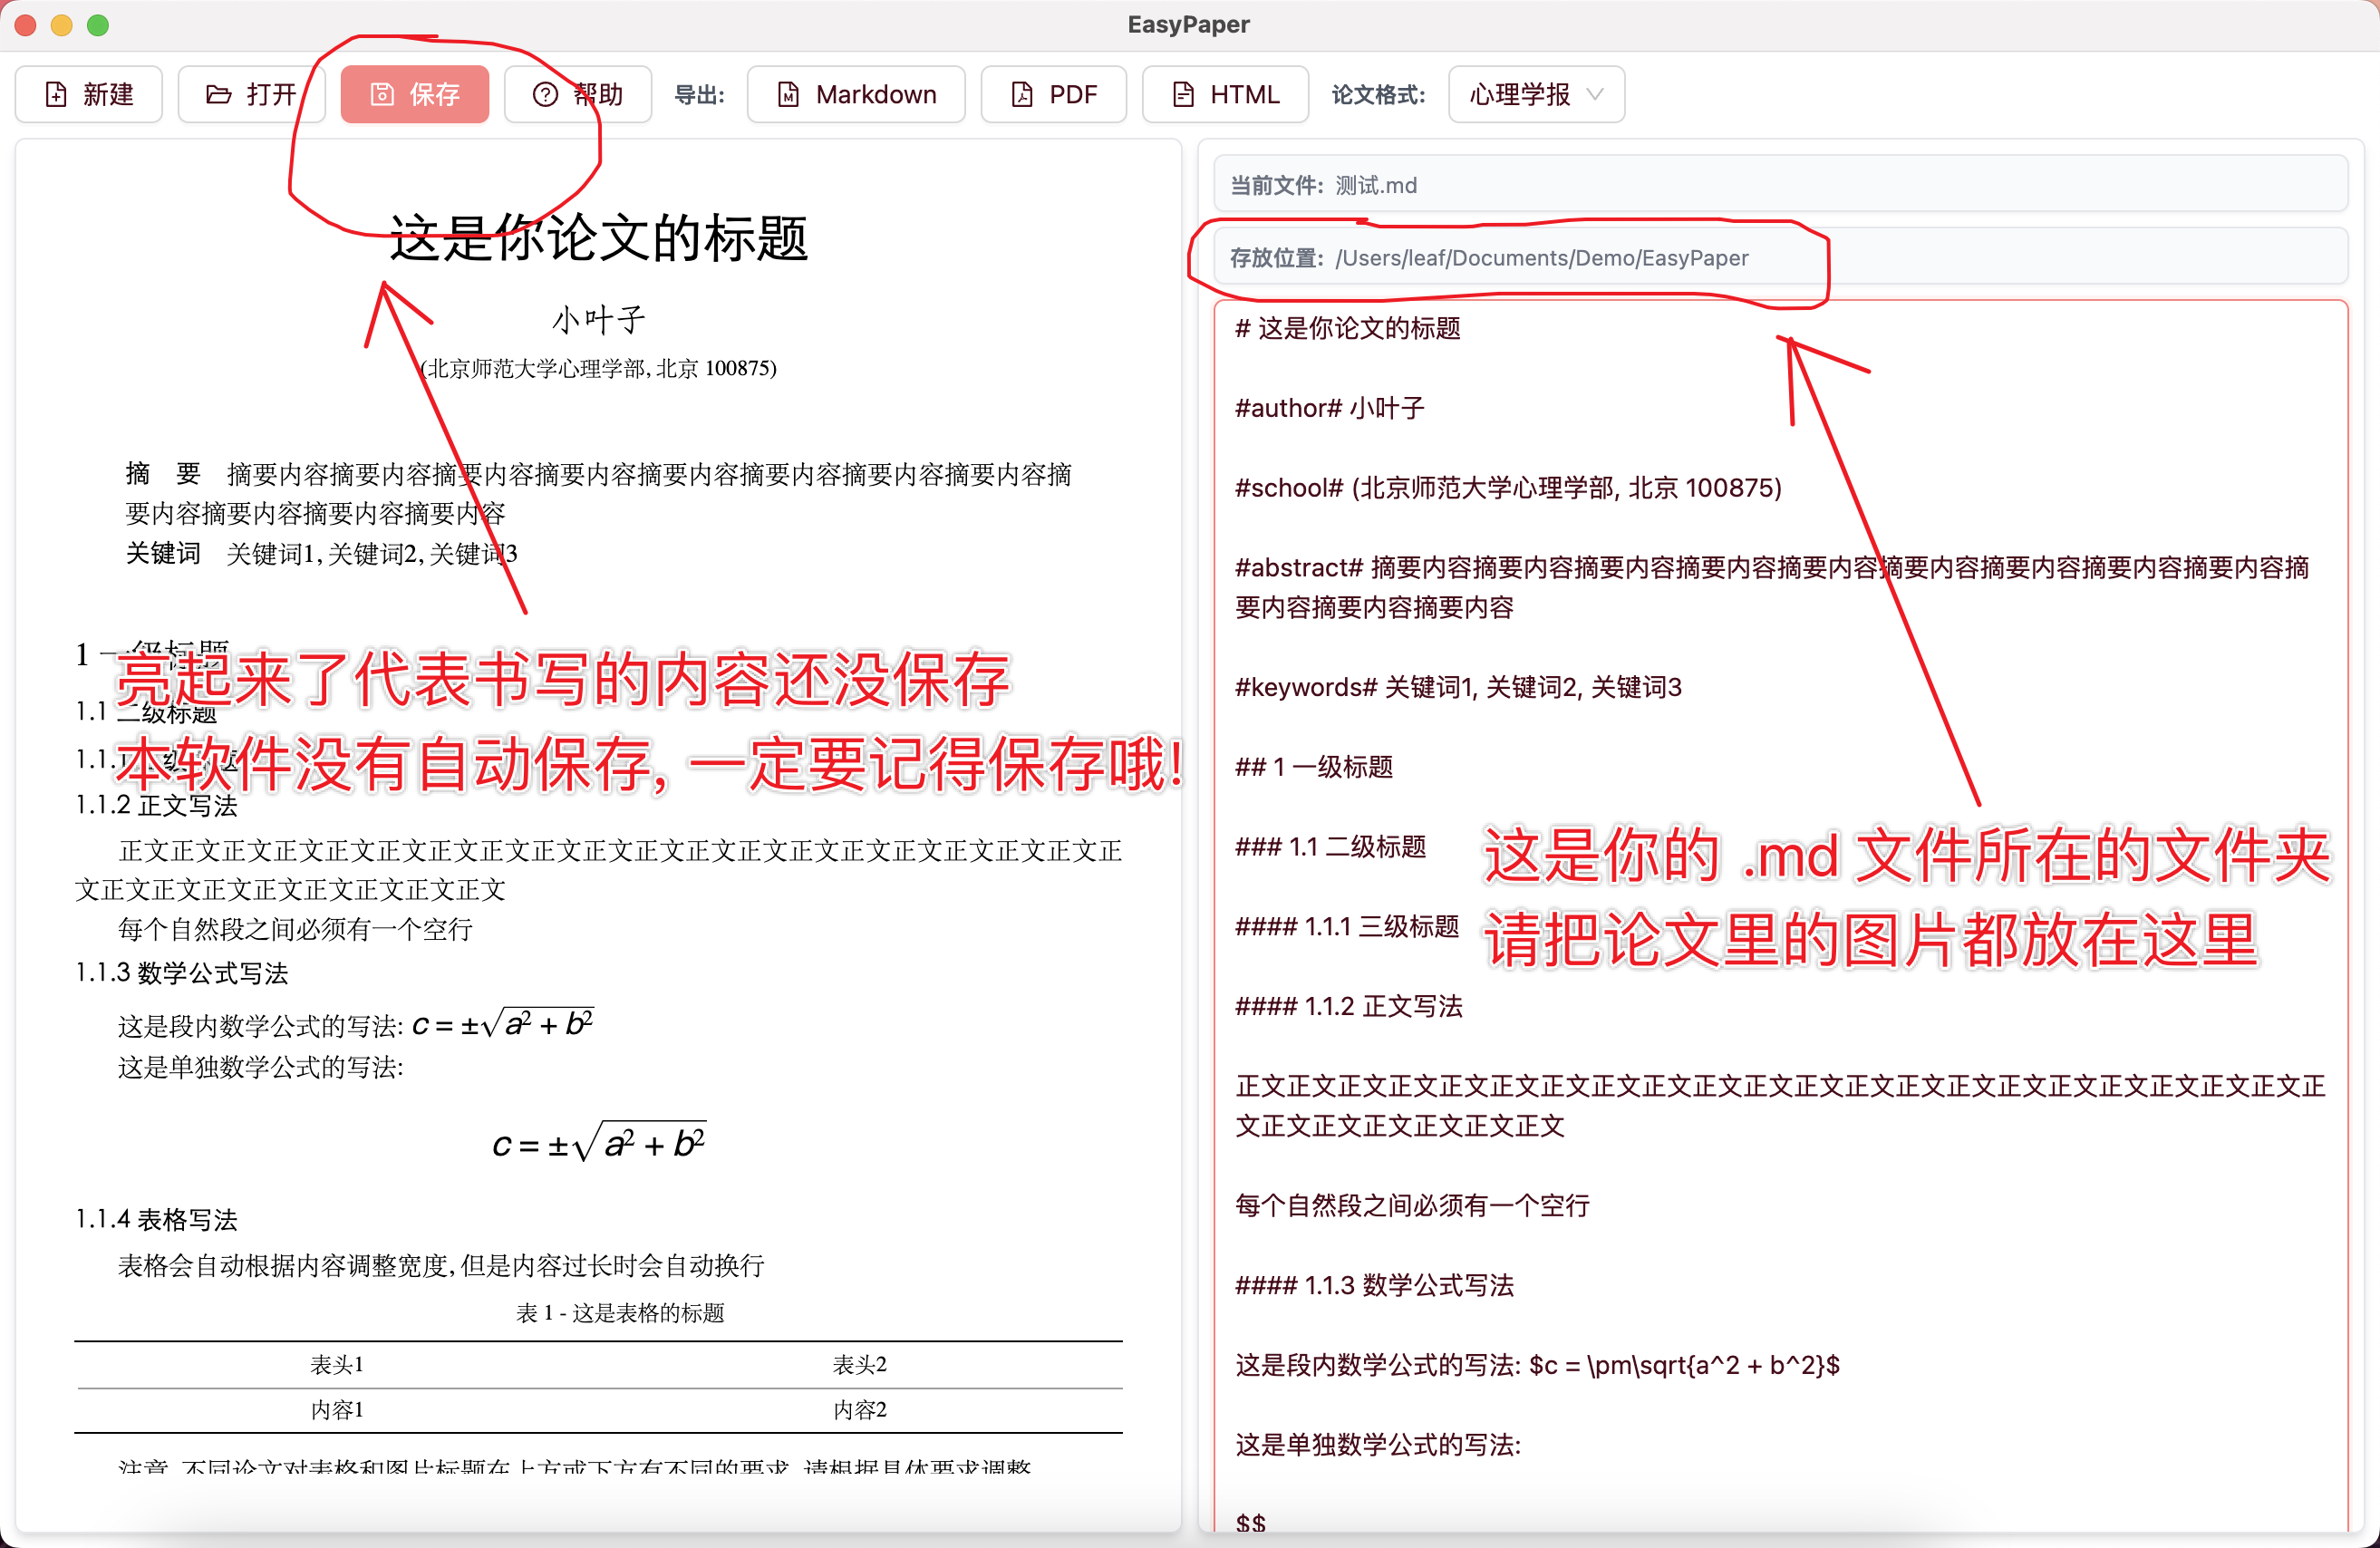 EasyPaper
新建 打开 保存 帮助 导出: Markdown PDF HTML 论文格式: 心理学报
这是你论文的标题
小叶子
(北京师范大学心理学部, 北京 100875)
摘 要 摘要内容摘要内容摘要内容摘要内容摘要内容摘要内容摘要内容摘要内容摘
要内容摘要内容摘要内容摘要内容
关键词 关键词1, 关键词2, 关键词3
1 一级标题
亮起来了代表书写的内容还没保存
1.1 二级标题
本软件没有自动保存, 一定要记得保存哦!
1.1.2 正文写法
正文正文正文正文正文正文正文正文正文正文正文正文正文正文正文正文正文正文正文正
文正文正文正文正文正文正文正文正文
每个自然段之间必须有一个空行
1.1.3 数学公式写法
这是段内数学公式的写法: c = ±√a² + b²
这是单独数学公式的写法:
c = ±√a² + b²
1.1.4 表格写法
表格会自动根据内容调整宽度, 但是内容过长时会自动换行
表 1 - 这是表格的标题
表头1 表头2
内容1 内容2
注意, 不同论文对表格和图片标题在上方或下方有不同的要求, 请根据具体要求调整
当前文件: 测试.md
存放位置: /Users/leaf/Documents/Demo/EasyPaper
# 这是你论文的标题
#author# 小叶子
#school# (北京师范大学心理学部, 北京 100875)
#abstract# 摘要内容摘要内容摘要内容摘要内容摘要内容摘要内容摘要内容摘要内容摘要内容摘
要内容摘要内容摘要内容
#keywords# 关键词1, 关键词2, 关键词3
## 1 一级标题
### 1.1 二级标题
这是你的 .md 文件所在的文件夹
#### 1.1.1 三级标题
请把论文里的图片都放在这里
#### 1.1.2 正文写法
正文正文正文正文正文正文正文正文正文正文正文正文正文正文正文正文正文正文正文正文正文正
文正文正文正文正文正文正文
每个自然段之间必须有一个空行
#### 1.1.3 数学公式写法
这是段内数学公式的写法: $c = \pm\sqrt{a^2 + b^2}$
这是单独数学公式的写法:
$$